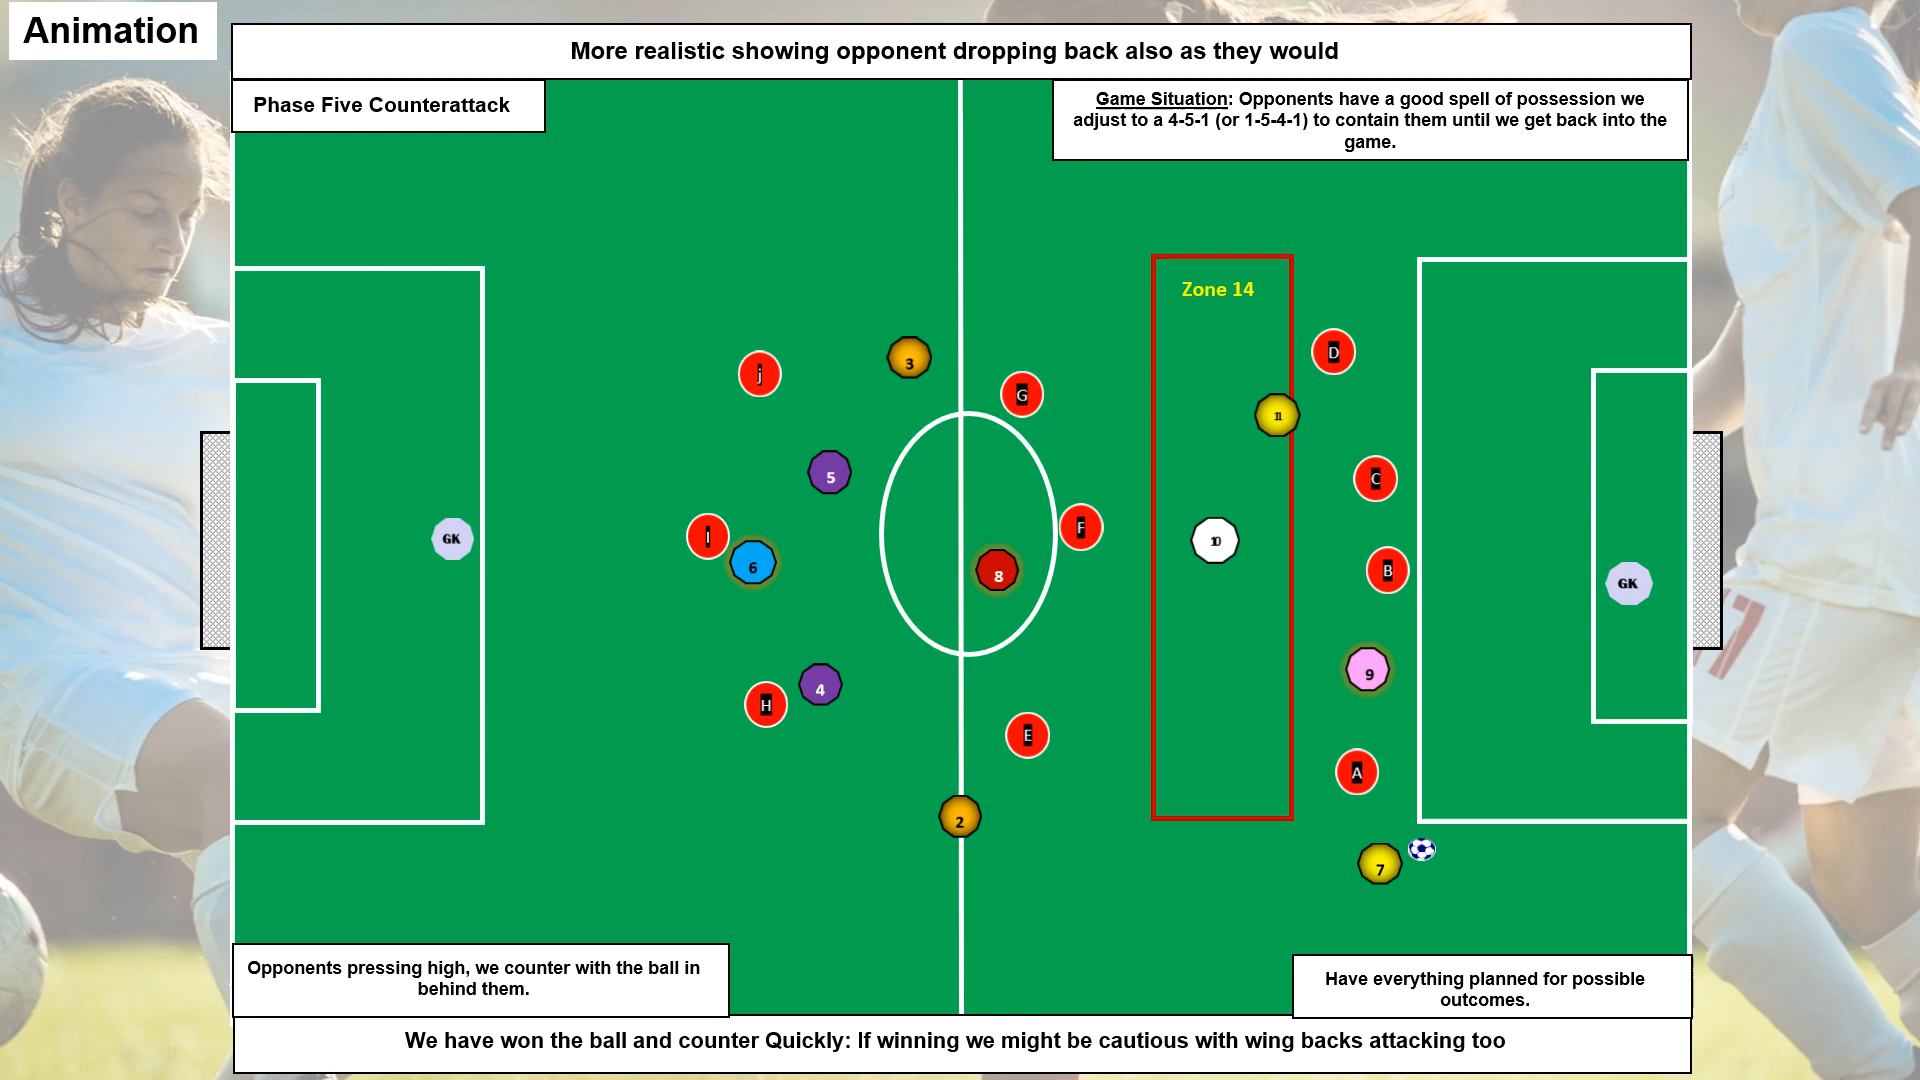 Animation
More realistic showing opponent dropping back also as they would
Phase Five Counterattack
Game Situation: Opponents have a good spell of possession we
adjust to a 4-5-1 (or 1-5-4-1) to contain them until we get back into the
game.
Zone 14
D
3
j
G
11
5
C
I
GK
F
10
6
8
B
GK
9
4
H
E
A
2
7
Opponents pressing high, we counter with the ball in
behind them.
Have everything planned for possible
outcomes.
We have won the ball and counter Quickly: If winning we might be cautious with wing backs attacking too